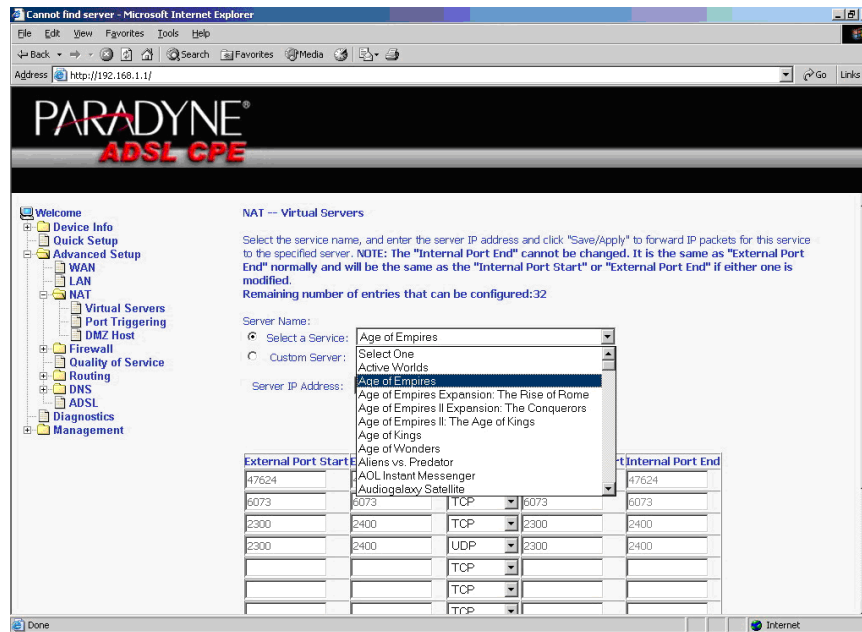 Cannot find server - Microsoft Internet Explorer
File Edit View Favorites Tools Help
Back Search Favorites Media
Address http://192.168.1.1/ Go Links
PARADYNE®
ADSL CPE
Welcome
Device Info
Quick Setup
Advanced Setup
WAN
LAN
NAT
Virtual Servers
Port Triggering
DMZ Host
Firewall
Quality of Service
Routing
DNS
ADSL
Diagnostics
Management
NAT -- Virtual Servers
Select the service name, and enter the server IP address and click "Save/Apply" to forward IP packets for this service
to the specified server. NOTE: The "Internal Port End" cannot be changed. It is the same as "External Port
End" normally and will be the same as the "Internal Port Start" or "External Port End" if either one is
modified.
Remaining number of entries that can be configured:32
Server Name:
Select a Service: Age of Empires
Custom Server:
Server IP Address:
Select One
Active Worlds
Age of Empires
Age of Empires Expansion: The Rise of Rome
Age of Empires II Expansion: The Conquerors
Age of Empires II: The Age of Kings
Age of Kings
Age of Wonders
Aliens vs. Predator
AOL Instant Messenger
Audiogalaxy Satellite
External Port Start E rt Internal Port End
47624 47624
6073 6073 TCP 6073 6073
2300 2400 TCP 2300 2400
2300 2400 UDP 2300 2400
TCP
TCP
TCP
Done Internet